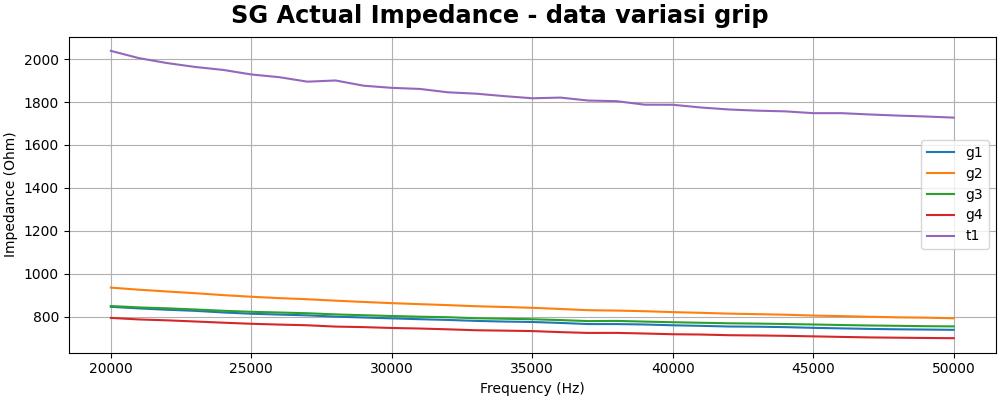 SG Actual Impedance - data variasi grip
Impedance (Ohm)
2000
1800
1600
1400
1200
1000
800
g1
g2
g3
g4
t1
20000 25000 30000 35000 40000 45000 50000
Frequency (Hz)